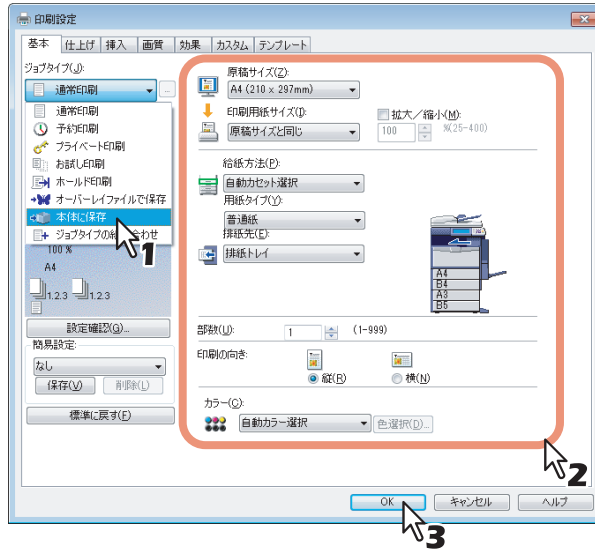 印刷設定
基本 仕上げ 挿入 画質 効果 カスタム テンプレート
ジョブタイプ(J):
通常印刷
...
通常印刷
予約印刷
プライベート印刷
お試し印刷
ホールド印刷
オーバーレイファイルで保存
本体に保存
ジョブタイプの組 合わせ
1
100 %
A4
1.2.3 1.2.3
設定確認(G)...
簡易設定:
なし
保存(V) 削除(L)
標準に戻す(F)
原稿サイズ(Z):
A4 (210 x 297mm)
印刷用紙サイズ(I):
原稿サイズと同じ
拡大/縮小(M):
100 %(25-400)
給紙方法(P):
自動カセット選択
用紙タイプ(Y):
普通紙
排紙先(E):
排紙トレイ
A4
B4
A3
B5
部数(U): 1 (1-999)
印刷の向き:
縦(R) 横(N)
カラー(C):
自動カラー選択 色選択(D)...
2
OK キャンセル ヘルプ
3